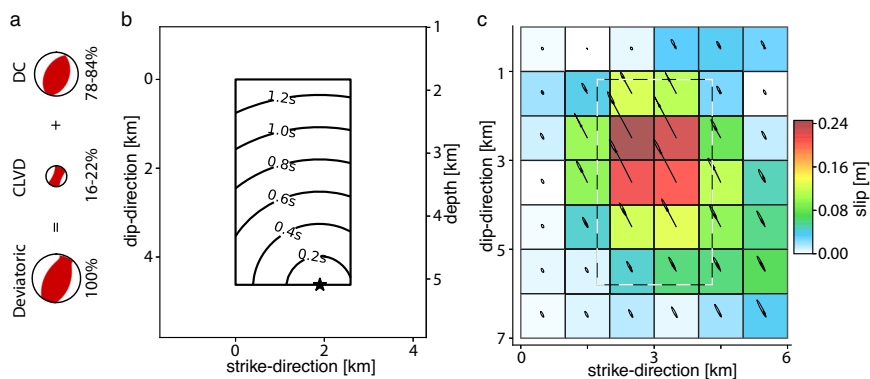 a
DC
78-84%
+
CLVD
16-22%
=
Deviatoric
100%
b
0
2
4
dip-direction [km]
1.2s
1.0s
0.8s
0.6s
0.4s
0.2s
1
2
3
4
5
depth [km]
0
2
4
strike-direction [km]
c
1
3
5
7
dip-direction [km]
0
3
6
strike-direction [km]
0.24
0.16
0.08
0.00
slip [m]